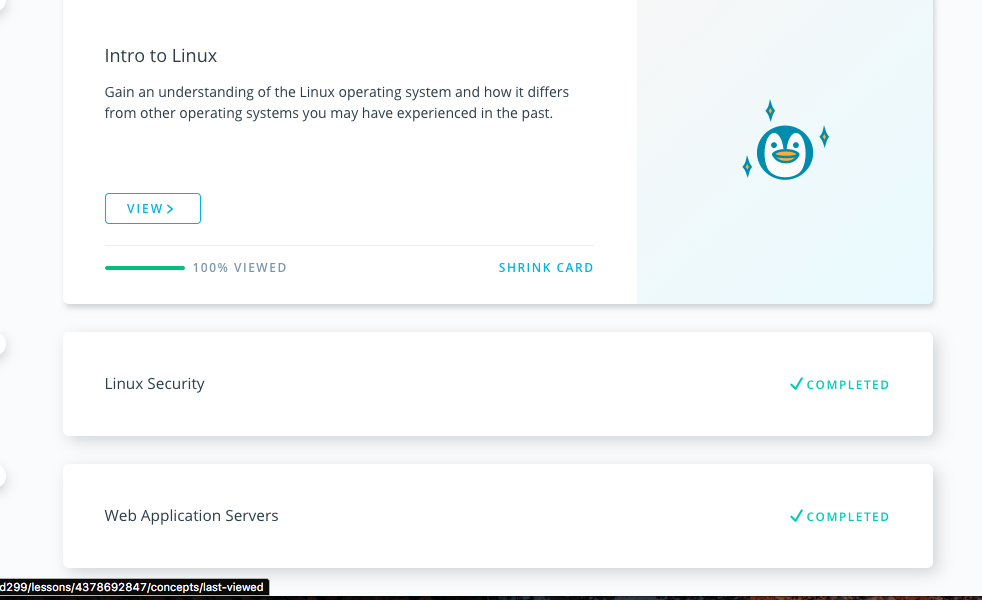 Intro to Linux
Gain an understanding of the Linux operating system and how it differs
from other operating systems you may have experienced in the past.
VIEW >
100% VIEWED
SHRINK CARD
Linux Security
COMPLETED
Web Application Servers
COMPLETED
d299/lessons/4378692847/concepts/last-viewed